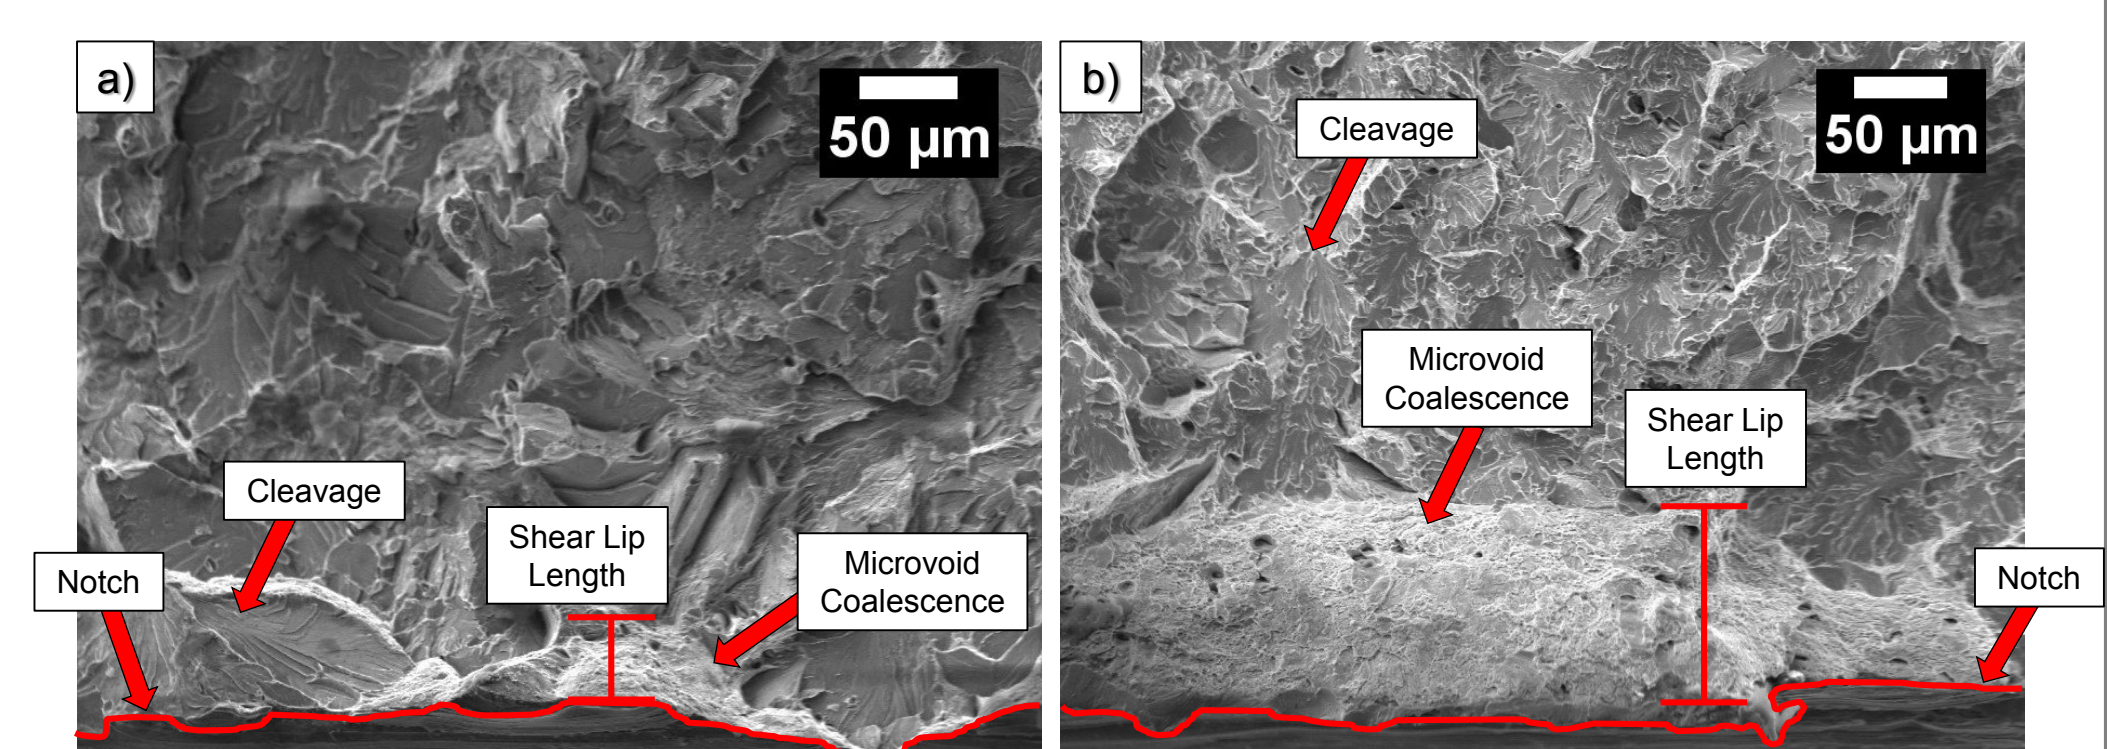 a)
50 μm
Cleavage
Notch
Shear Lip
Length
Microvoid
Coalescence
b)
50 μm
Cleavage
Microvoid
Coalescence
Shear Lip
Length
Notch